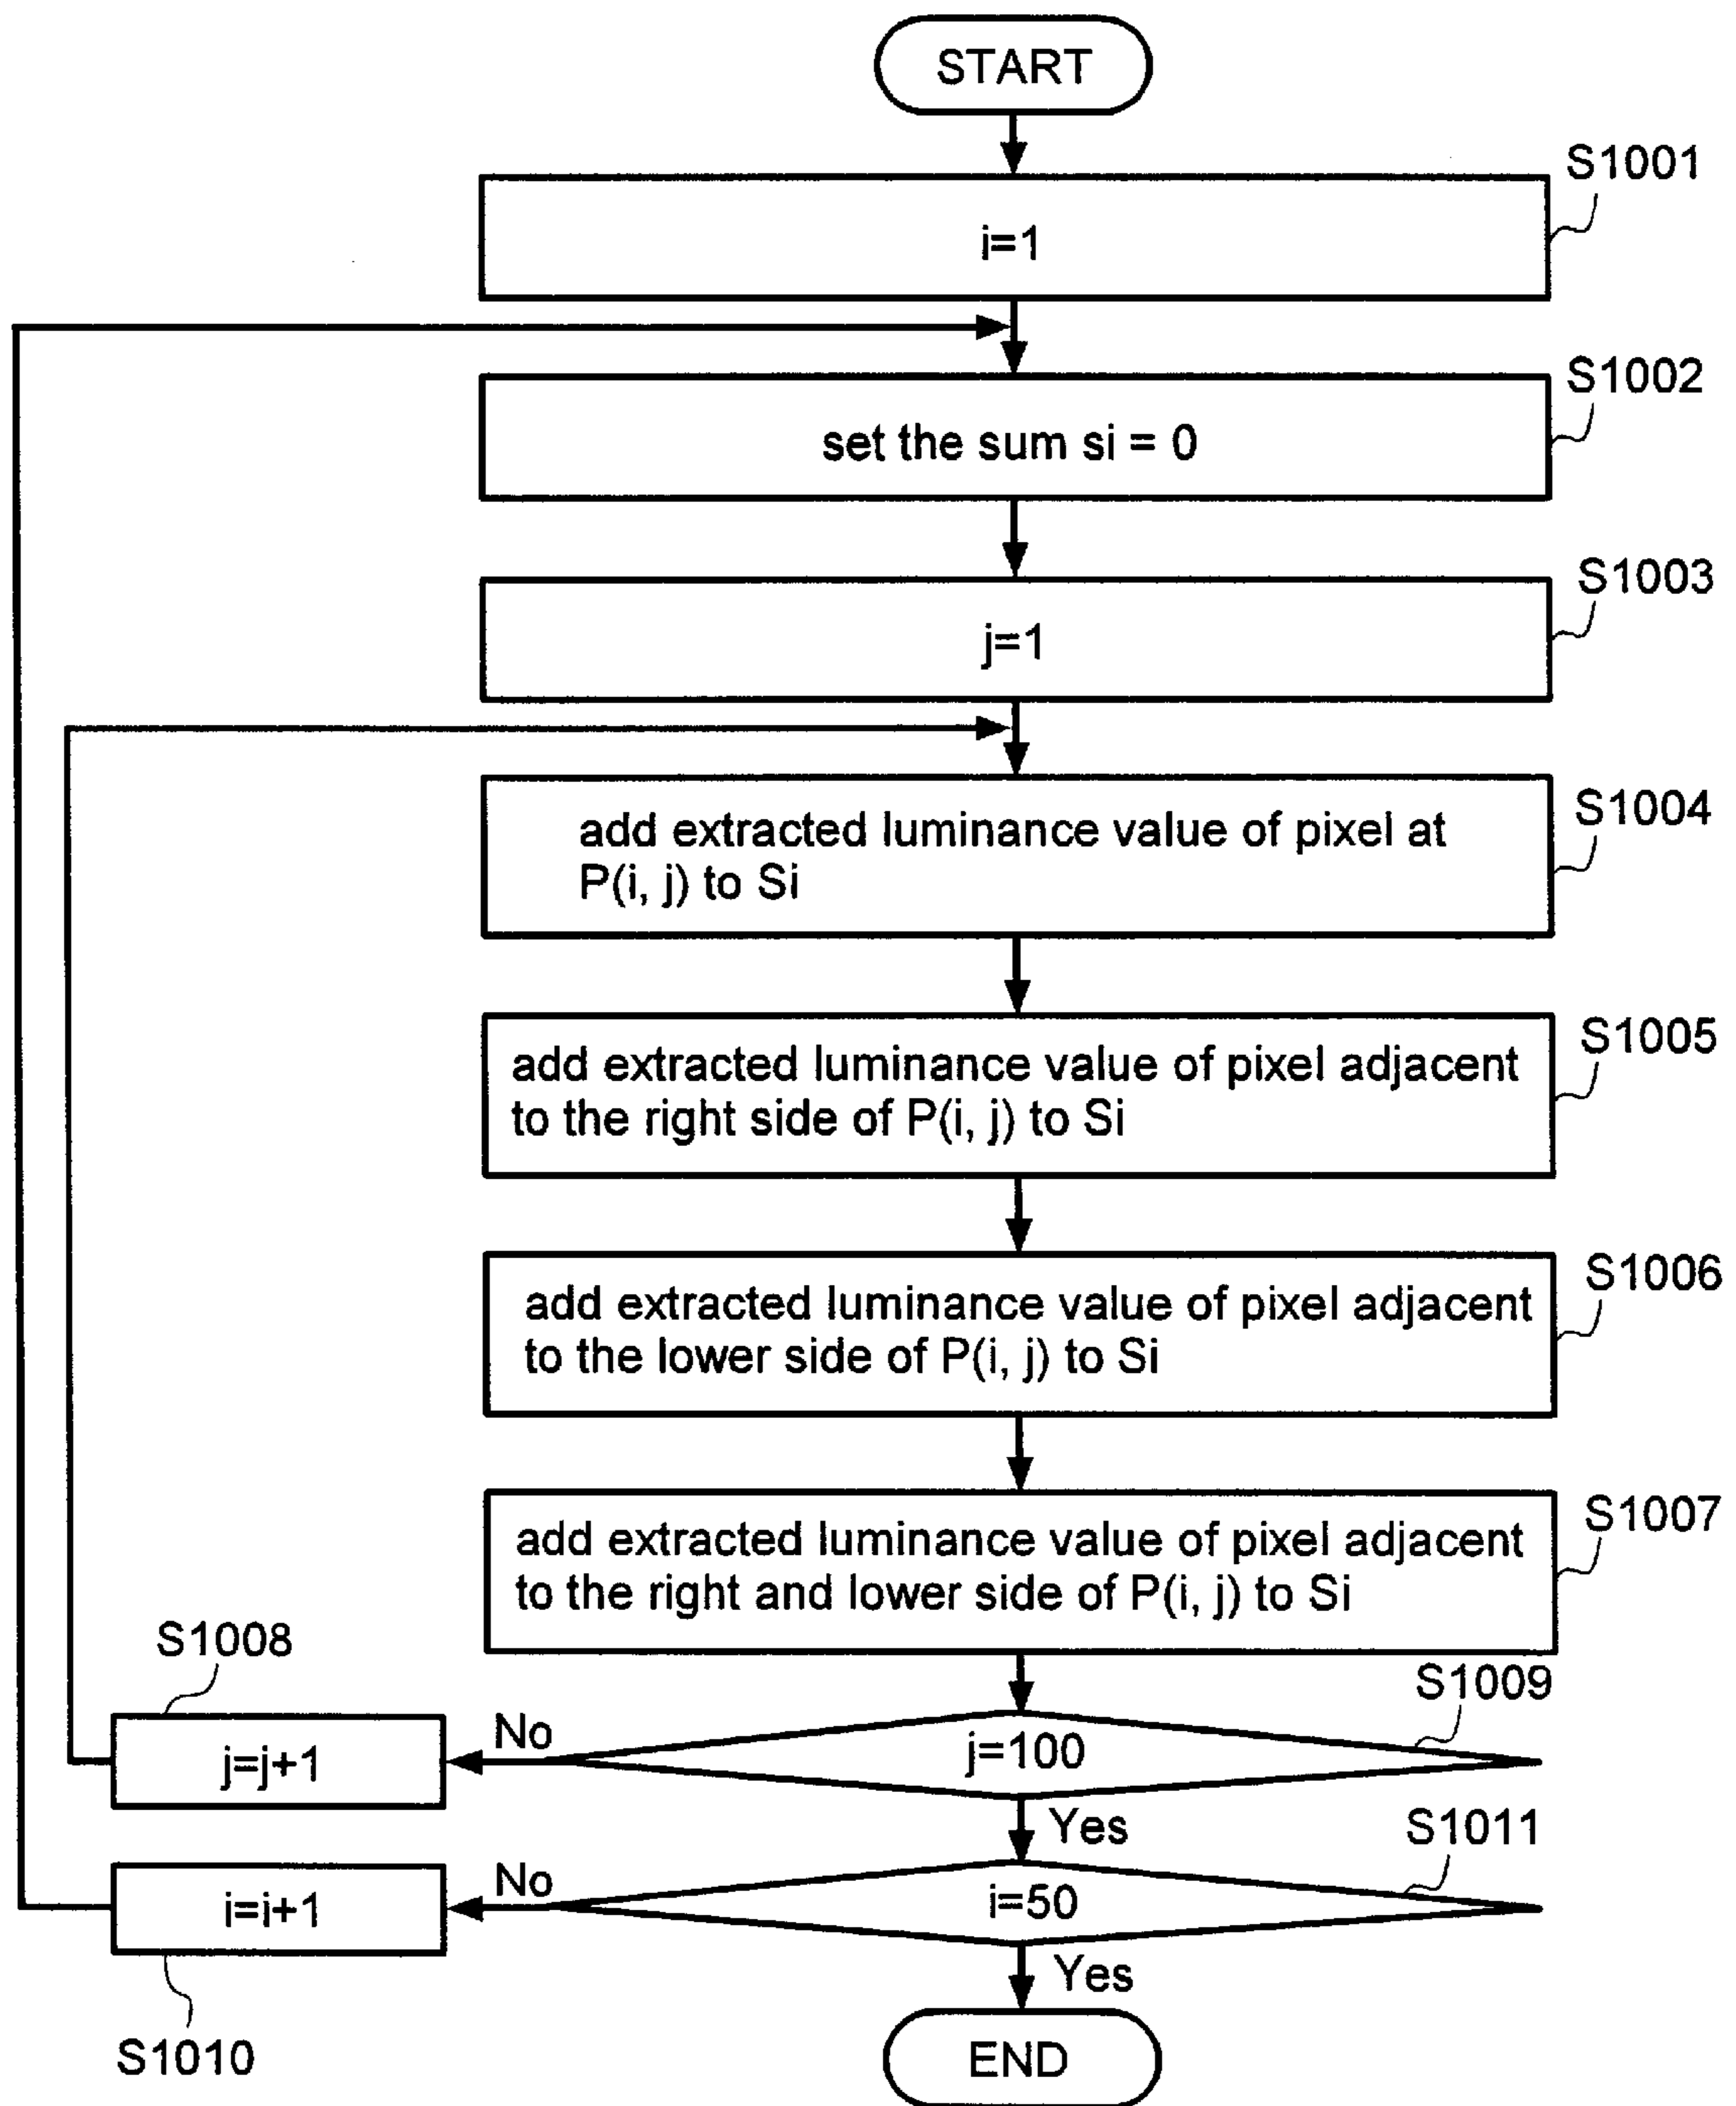 START
S1001
i=1
S1002
set the sum si = 0
S1003
j=1
S1004
add extracted luminance value of pixel at
P(i, j) to Si
S1005
add extracted luminance value of pixel adjacent
to the right side of P(i, j) to Si
S1006
add extracted luminance value of pixel adjacent
to the lower side of P(i, j) to Si
S1007
add extracted luminance value of pixel adjacent
to the right and lower side of P(i, j) to Si
S1008
S1009
j=j+1
No
j=100
Yes
S1011
i=i+1
No
i=50
Yes
S1010
END